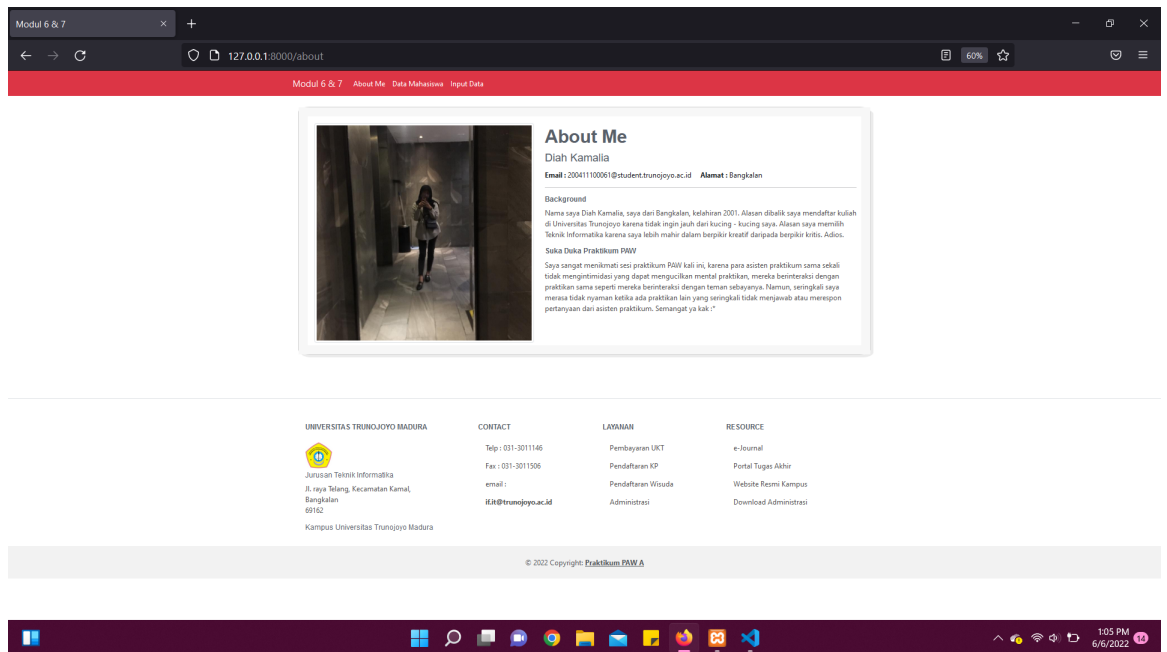 Modul 6 & 7
127.0.0.1:8000/about
60%
Modul 6 & 7 About Me Data Mahasiswa Input Data
About Me
Diah Kamalia
Email : 200411100061@student.trunojoyo.ac.id Alamat : Bangkalan
Background
Nama saya Diah Kamalia, saya dari Bangkalan, kelahiran 2001. Alasan dibalik saya mendaftar kuliah
di Universitas Trunojoyo karena tidak ingin jauh dari kucing - kucing saya. Alasan saya memilih
Teknik Informatika karena saya lebih mahir dalam berpikir kreatif daripada berpikir kritis. Adios.
Suka Duka Praktikum PAW
Saya sangat menikmati sesi praktikum PAW kali ini, karena para asisten praktikum sama sekali
tidak mengintimidasi yang dapat mengucilkan mental praktikan, mereka berinteraksi dengan
praktikan sama seperti mereka berinteraksi dengan teman sebayanya. Namun, seringkali saya
merasa tidak nyaman ketika ada praktikan lain yang seringkali tidak menjawab atau merespon
pertanyaan dari asisten praktikum. Semangat ya kak :"
UNIVERSITAS TRUNOJOYO MADURA
Jurusan Teknik Informatika
Jl. raya Telang, Kecamatan Kamal,
Bangkalan
69162
Kampus Universitas Trunojoyo Madura
CONTACT
Telp : 031-3011146
Fax : 031-3011506
email :
if.it@trunojoyo.ac.id
LAYANAN
Pembayaran UKT
Pendaftaran KP
Pendaftaran Wisuda
Administrasi
RESOURCE
e-Journal
Portal Tugas Akhir
Website Resmi Kampus
Download Administrasi
© 2022 Copyright: Praktikum PAW A
1:05 PM
6/6/2022
14